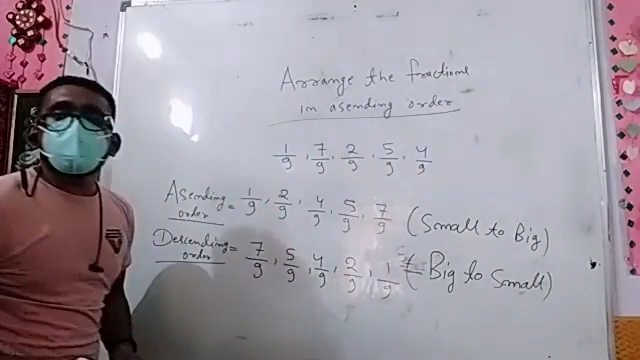 Arrange the fractions
in asending order
1/9, 7/9, 2/9, 5/9, 4/9
Asending order = 1/9, 2/9, 4/9, 5/9, 7/9 (Small to Big)
Descending order = 7/9, 5/9, 4/9, 2/9, 1/9 (Big to Small)